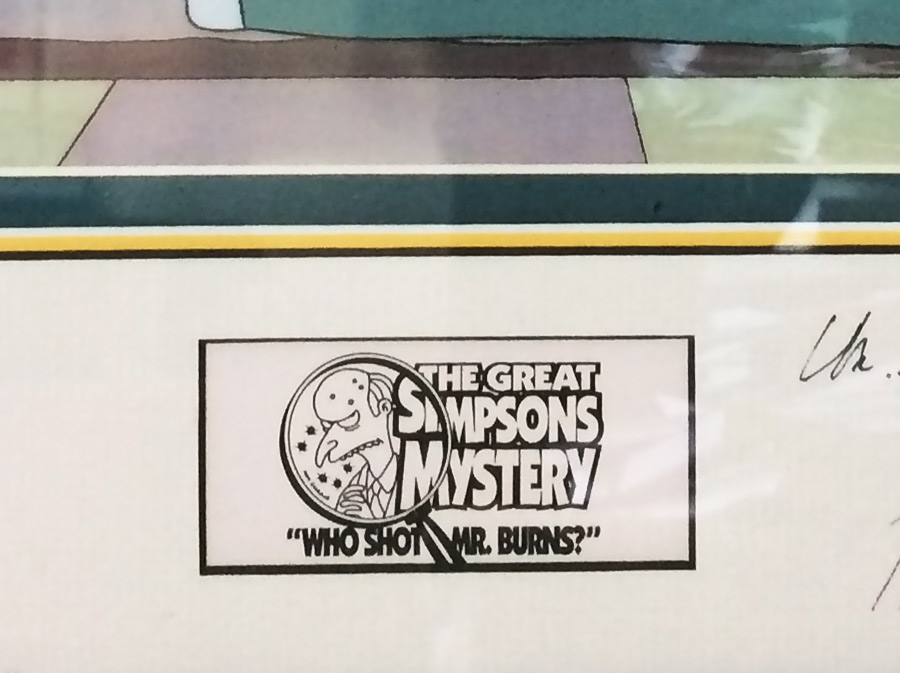 THE GREAT
SIMPSONS
MYSTERY
"WHO SHOT MR. BURNS?"